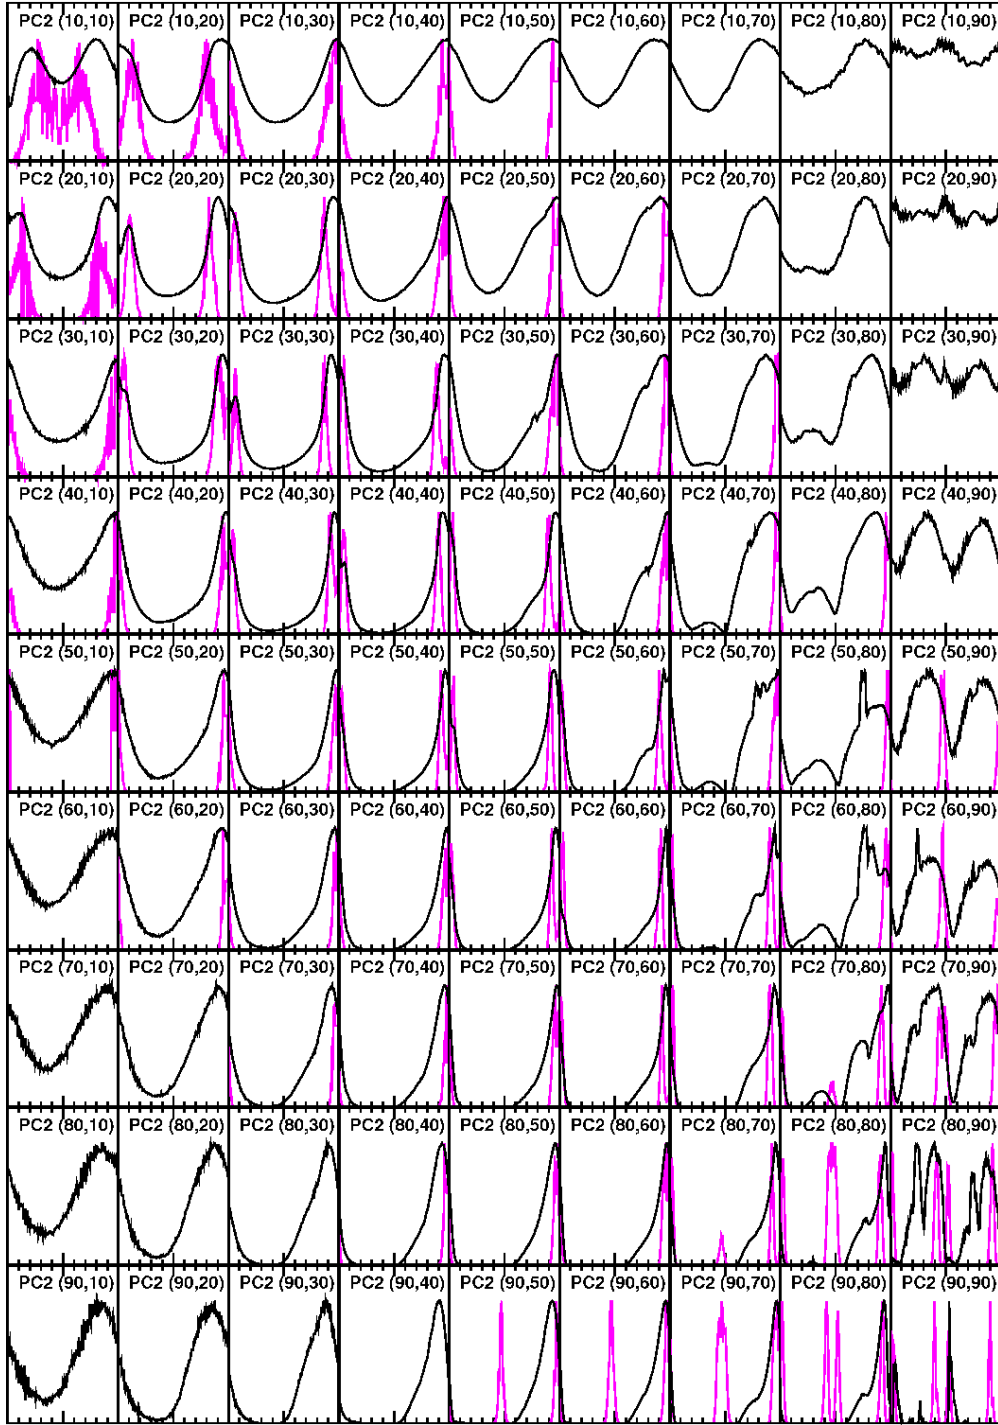 PC2 (10,10) PC2 (10,20) PC2 (10,30) PC2 (10,40) PC2 (10,50) PC2 (10,60) PC2 (10,70) PC2 (10,80) PC2 (10,90)
PC2 (20,10) PC2 (20,20) PC2 (20,30) PC2 (20,40) PC2 (20,50) PC2 (20,60) PC2 (20,70) PC2 (20,80) PC2 (20,90)
PC2 (30,10) PC2 (30,20) PC2 (30,30) PC2 (30,40) PC2 (30,50) PC2 (30,60) PC2 (30,70) PC2 (30,80) PC2 (30,90)
PC2 (40,10) PC2 (40,20) PC2 (40,30) PC2 (40,40) PC2 (40,50) PC2 (40,60) PC2 (40,70) PC2 (40,80) PC2 (40,90)
PC2 (50,10) PC2 (50,20) PC2 (50,30) PC2 (50,40) PC2 (50,50) PC2 (50,60) PC2 (50,70) PC2 (50,80) PC2 (50,90)
PC2 (60,10) PC2 (60,20) PC2 (60,30) PC2 (60,40) PC2 (60,50) PC2 (60,60) PC2 (60,70) PC2 (60,80) PC2 (60,90)
PC2 (70,10) PC2 (70,20) PC2 (70,30) PC2 (70,40) PC2 (70,50) PC2 (70,60) PC2 (70,70) PC2 (70,80) PC2 (70,90)
PC2 (80,10) PC2 (80,20) PC2 (80,30) PC2 (80,40) PC2 (80,50) PC2 (80,60) PC2 (80,70) PC2 (80,80) PC2 (80,90)
PC2 (90,10) PC2 (90,20) PC2 (90,30) PC2 (90,40) PC2 (90,50) PC2 (90,60) PC2 (90,70) PC2 (90,80) PC2 (90,90)